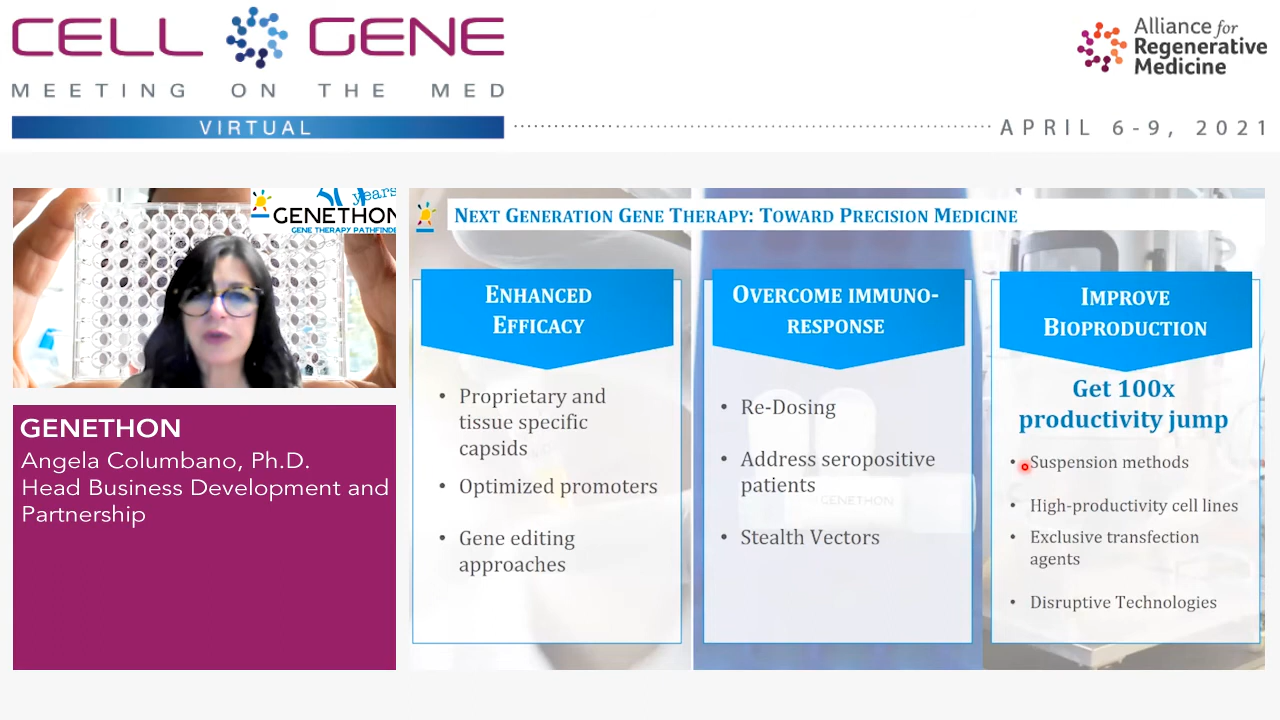 CELL GENE
MEETING ON THE MED
VIRTUAL
Alliance for
Regenerative
Medicine
APRIL 6-9, 2021
years
GENETHON
GENE THERAPY
GENETHON
Angela Columbano, Ph.D.
Head Business Development and
Partnership
NEXT GENERATION GENE THERAPY: TOWARD PRECISION MEDICINE
ENHANCED
EFFICACY
• Proprietary and
tissue specific
capsids
• Optimized promoters
• Gene editing
approaches
OVERCOME IMMUNO-
RESPONSE
• Re-Dosing
• Address seropositive
patients
GENETHON
• Stealth Vectors
IMPROVE
BIOPRODUCTION
Get 100x
productivity jump
• Suspension methods
• High-productivity cell lines
• Exclusive transfection
agents
• Disruptive Technologies